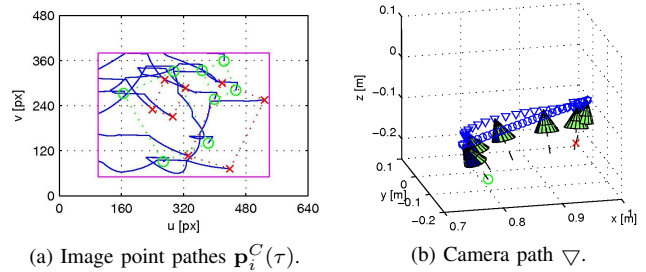 480
360
240
120
0
v [px]
0 160 320 480 640
u [px]
(a) Image point pathes p_i^C(τ).
0.1
0
-0.1
-0.2
z [m]
0.1
0
-0.1
-0.2
y [m]
0.7
0.8
0.9
1
x [m]
(b) Camera path ▽.